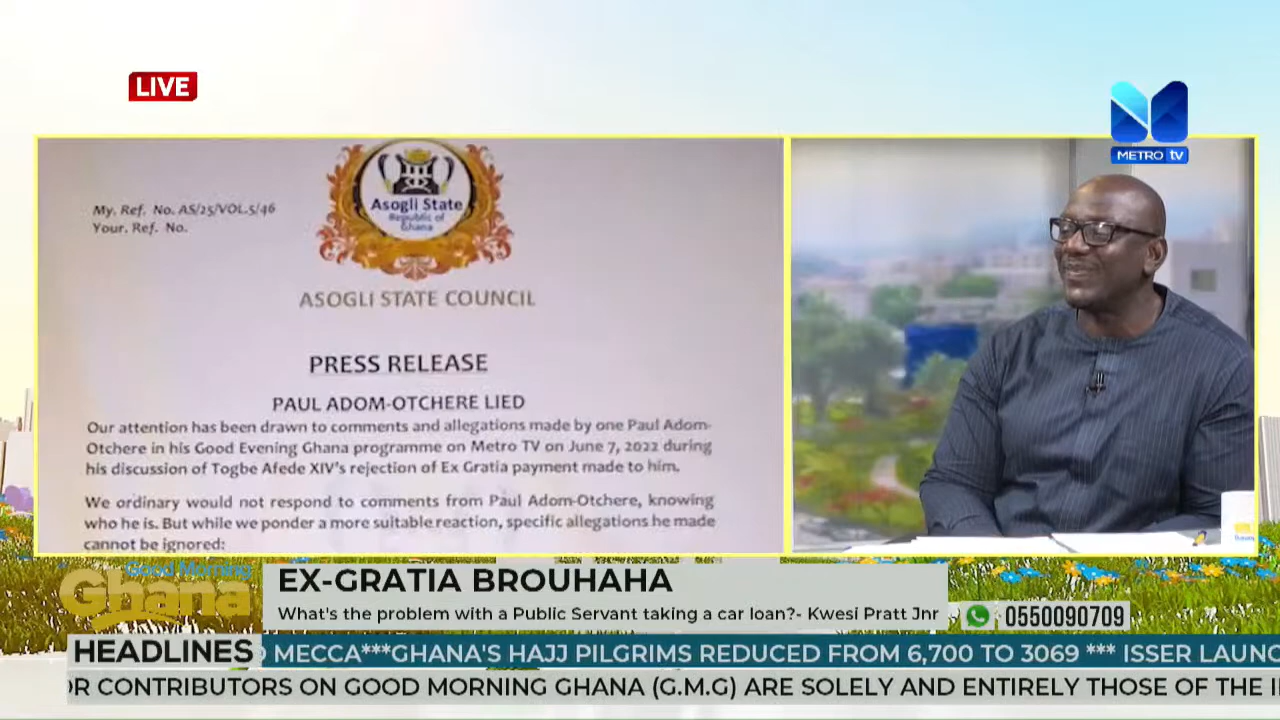 LIVE
METRO tv
My. Ref. No. AS/25/VOL.5/46
Your. Ref. No.
Asogli State
Republic of
Ghana
ASOGLI STATE COUNCIL
PRESS RELEASE
PAUL ADOM-OTCHERE LIED
Our attention has been drawn to comments and allegations made by one Paul Adom-
Otchere in his Good Evening Ghana programme on Metro TV on June 7, 2022 during
his discussion of Togbe Afede XIV's rejection of Ex Gratia payment made to him.
We ordinary would not respond to comments from Paul Adom-Otchere, knowing
who he is. But while we ponder a more suitable reaction, specific allegations he made
cannot be ignored:
Good Morning
Ghana
EX-GRATIA BROUHAHA
What's the problem with a Public Servant taking a car loan?- Kwesi Pratt Jnr
0550090709
HEADLINES
O MECCA***GHANA'S HAJJ PILGRIMS REDUCED FROM 6,700 TO 3069 *** ISSER LAUNC
OR CONTRIBUTORS ON GOOD MORNING GHANA (G.M.G) ARE SOLELY AND ENTIRELY THOSE OF THE I